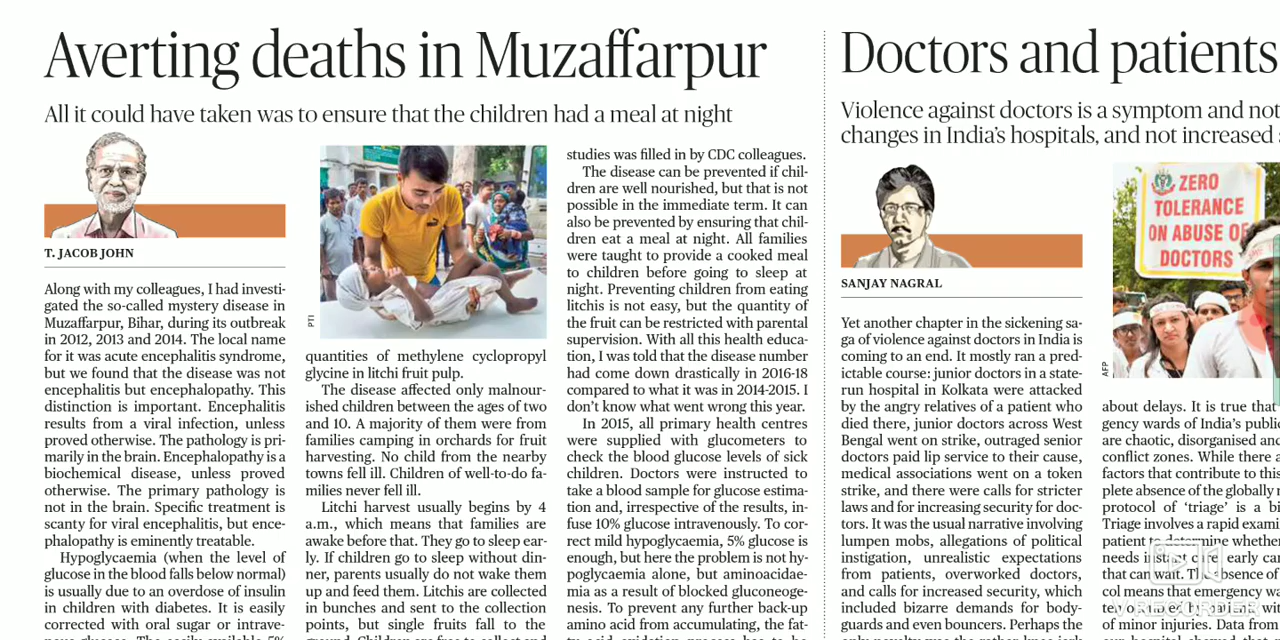 Averting deaths in Muzaffarpur
All it could have taken was to ensure that the children had a meal at night
T. JACOB JOHN
Along with my colleagues, I had investi-
gated the so-called mystery disease in
Muzaffarpur, Bihar, during its outbreak
in 2012, 2013 and 2014. The local name
for it was acute encephalitis syndrome,
but we found that the disease was not
encephalitis but encephalopathy. This
distinction is important. Encephalitis
results from a viral infection, unless
proved otherwise. The pathology is pri-
marily in the brain. Encephalopathy is a
biochemical disease, unless proved
otherwise. The primary pathology is
not in the brain. Specific treatment is
scanty for viral encephalitis, but ence-
phalopathy is eminently treatable.
Hypoglycaemia (when the level of
glucose in the blood falls below normal)
is usually due to an overdose of insulin
in children with diabetes. It is easily
corrected with oral sugar or intrave-
PTI
quantities of methylene cyclopropyl
glycine in litchi fruit pulp.
The disease affected only malnour-
ished children between the ages of two
and 10. A majority of them were from
families camping in orchards for fruit
harvesting. No child from the nearby
towns fell ill. Children of well-to-do fa-
milies never fell ill.
Litchi harvest usually begins by 4
a.m., which means that families are
awake before that. They go to sleep ear-
ly. If children go to sleep without din-
ner, parents usually do not wake them
up and feed them. Litchis are collected
in bunches and sent to the collection
points, but single fruits fall to the
studies was filled in by CDC colleagues.
The disease can be prevented if chil-
dren are well nourished, but that is not
possible in the immediate term. It can
also be prevented by ensuring that chil-
dren eat a meal at night. All families
were taught to provide a cooked meal
to children before going to sleep at
night. Preventing children from eating
litchis is not easy, but the quantity of
the fruit can be restricted with parental
supervision. With all this health educa-
tion, I was told that the disease number
had come down drastically in 2016-18
compared to what it was in 2014-2015. I
don't know what went wrong this year.
In 2015, all primary health centres
were supplied with glucometers to
check the blood glucose levels of sick
children. Doctors were instructed to
take a blood sample for glucose estima-
tion and, irrespective of the results, in-
fuse 10% glucose intravenously. To cor-
rect mild hypoglycaemia, 5% glucose is
enough, but here the problem is not hy-
poglycaemia alone, but aminoacidae-
mia as a result of blocked gluconeoge-
nesis. To prevent any further back-up
amino acid from accumulating, the fat-
Doctors and patients
Violence against doctors is a symptom and not
changes in India's hospitals, and not increased
SANJAY NAGRAL
Yet another chapter in the sickening sa-
ga of violence against doctors in India is
coming to an end. It mostly ran a pred-
ictable course: junior doctors in a state-
run hospital in Kolkata were attacked
by the angry relatives of a patient who
died there, junior doctors across West
Bengal went on strike, outraged senior
doctors paid lip service to their cause,
medical associations went on a token
strike, and there were calls for stricter
laws and for increasing security for doc-
tors. It was the usual narrative involving
lumpen mobs, allegations of political
instigation, unrealistic expectations
from patients, overworked doctors,
and calls for increased security, which
included bizarre demands for body-
guards and even bouncers. Perhaps the
ZERO
TOLERANCE
ON ABUSE OF
DOCTORS
AFP
about delays. It is true that
gency wards of India's public
are chaotic, disorganised and
conflict zones. While there a
factors that contribute to this
plete absence of the globally
protocol of 'triage' is a bi
Triage involves a rapid exami
patient to determine whether
needs early can
that can wait. absence of
col means that emergency wa
with
of minor injuries. Data from
VRECORDER